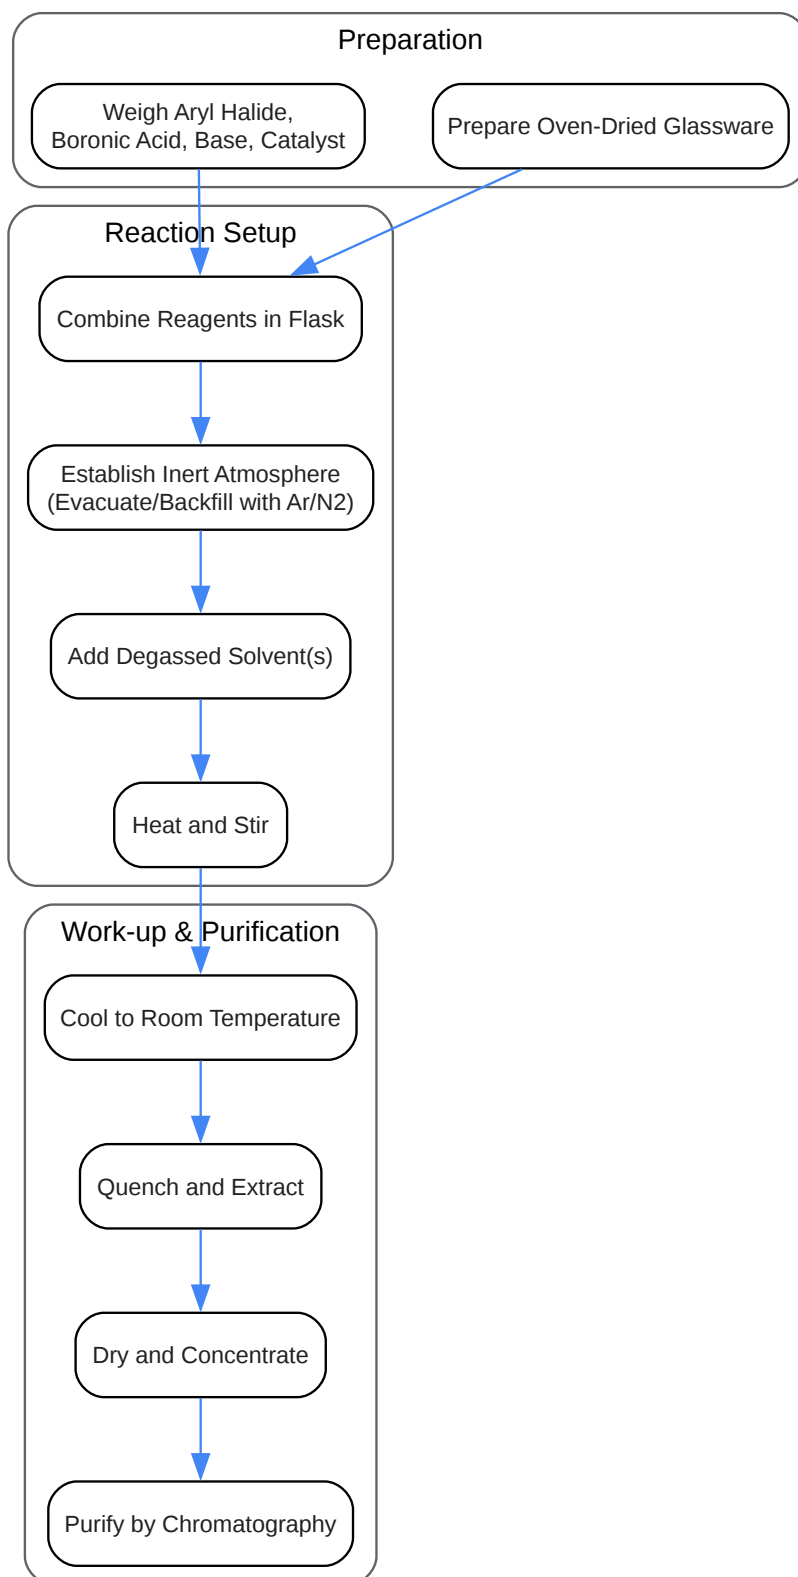 Preparation
Weigh Aryl Halide,
Boronic Acid, Base, Catalyst
Prepare Oven-Dried Glassware
Reaction Setup
Combine Reagents in Flask
Establish Inert Atmosphere
(Evacuate/Backfill with Ar/N2)
Add Degassed Solvent(s)
Heat and Stir
Work-up & Purification
Cool to Room Temperature
Quench and Extract
Dry and Concentrate
Purify by Chromatography